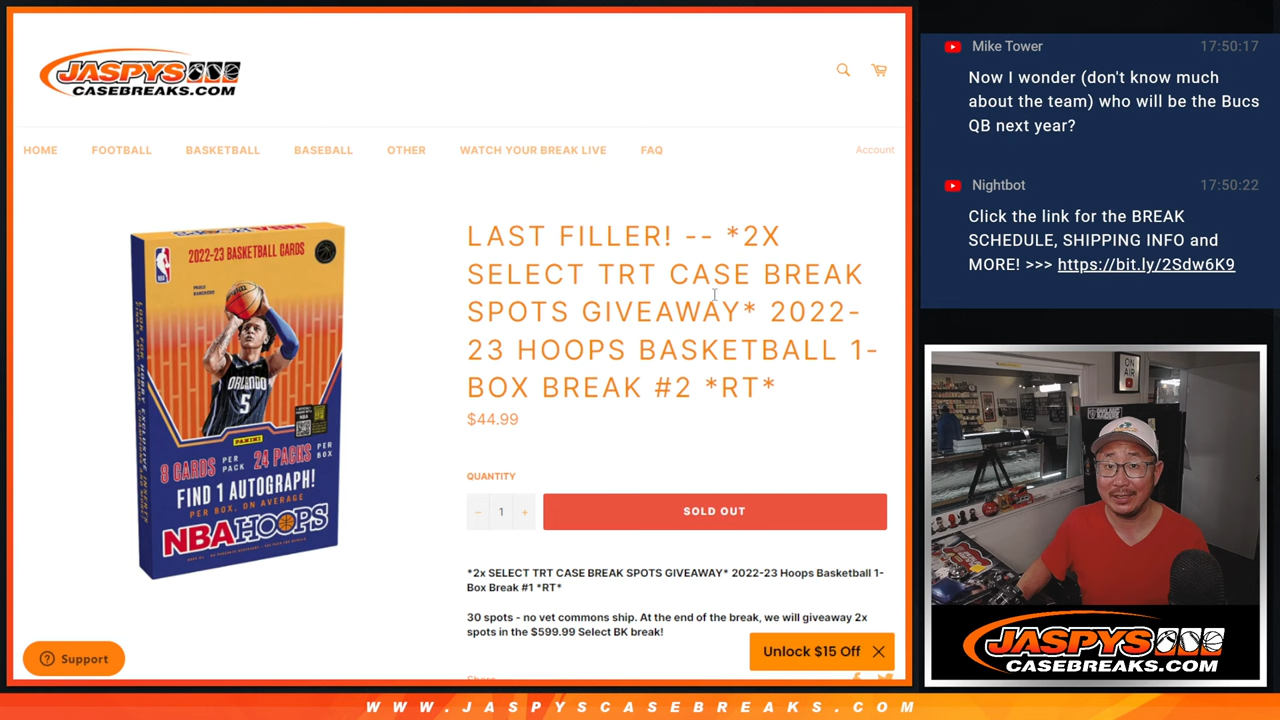 JASPYS
CASEBREAKS.COM
HOME
FOOTBALL
BASKETBALL
BASEBALL
OTHER
WATCH YOUR BREAK LIVE
FAQ
Account
2022-23 BASKETBALL CARDS
PAOLO
BANCHERO
ORLANDO
5
PANINI
8 CARDS PER PACK 24 PACKS PER BOX
FIND 1 AUTOGRAPH!
PER BOX, ON AVERAGE
NBA HOOPS
LAST FILLER! -- *2X
SELECT TRT CASE BREAK
SPOTS GIVEAWAY* 2022-
23 HOOPS BASKETBALL 1-
BOX BREAK #2 *RT*
$44.99
QUANTITY
− 1 +
SOLD OUT
*2x SELECT TRT CASE BREAK SPOTS GIVEAWAY* 2022-23 Hoops Basketball 1-
Box Break #1 *RT*
30 spots - no vet commons ship. At the end of the break, we will giveaway 2x
spots in the $599.99 Select BK break!
Support
Unlock $15 Off
Mike Tower 17:50:17
Now I wonder (don't know much
about the team) who will be the Bucs
QB next year?
Nightbot 17:50:22
Click the link for the BREAK
SCHEDULE, SHIPPING INFO and
MORE! >>> https://bit.ly/2Sdw6K9
ON
AIR
JASPYS
CASEBREAKS.COM
WWW.JASPYSCASEBREAKS.COM